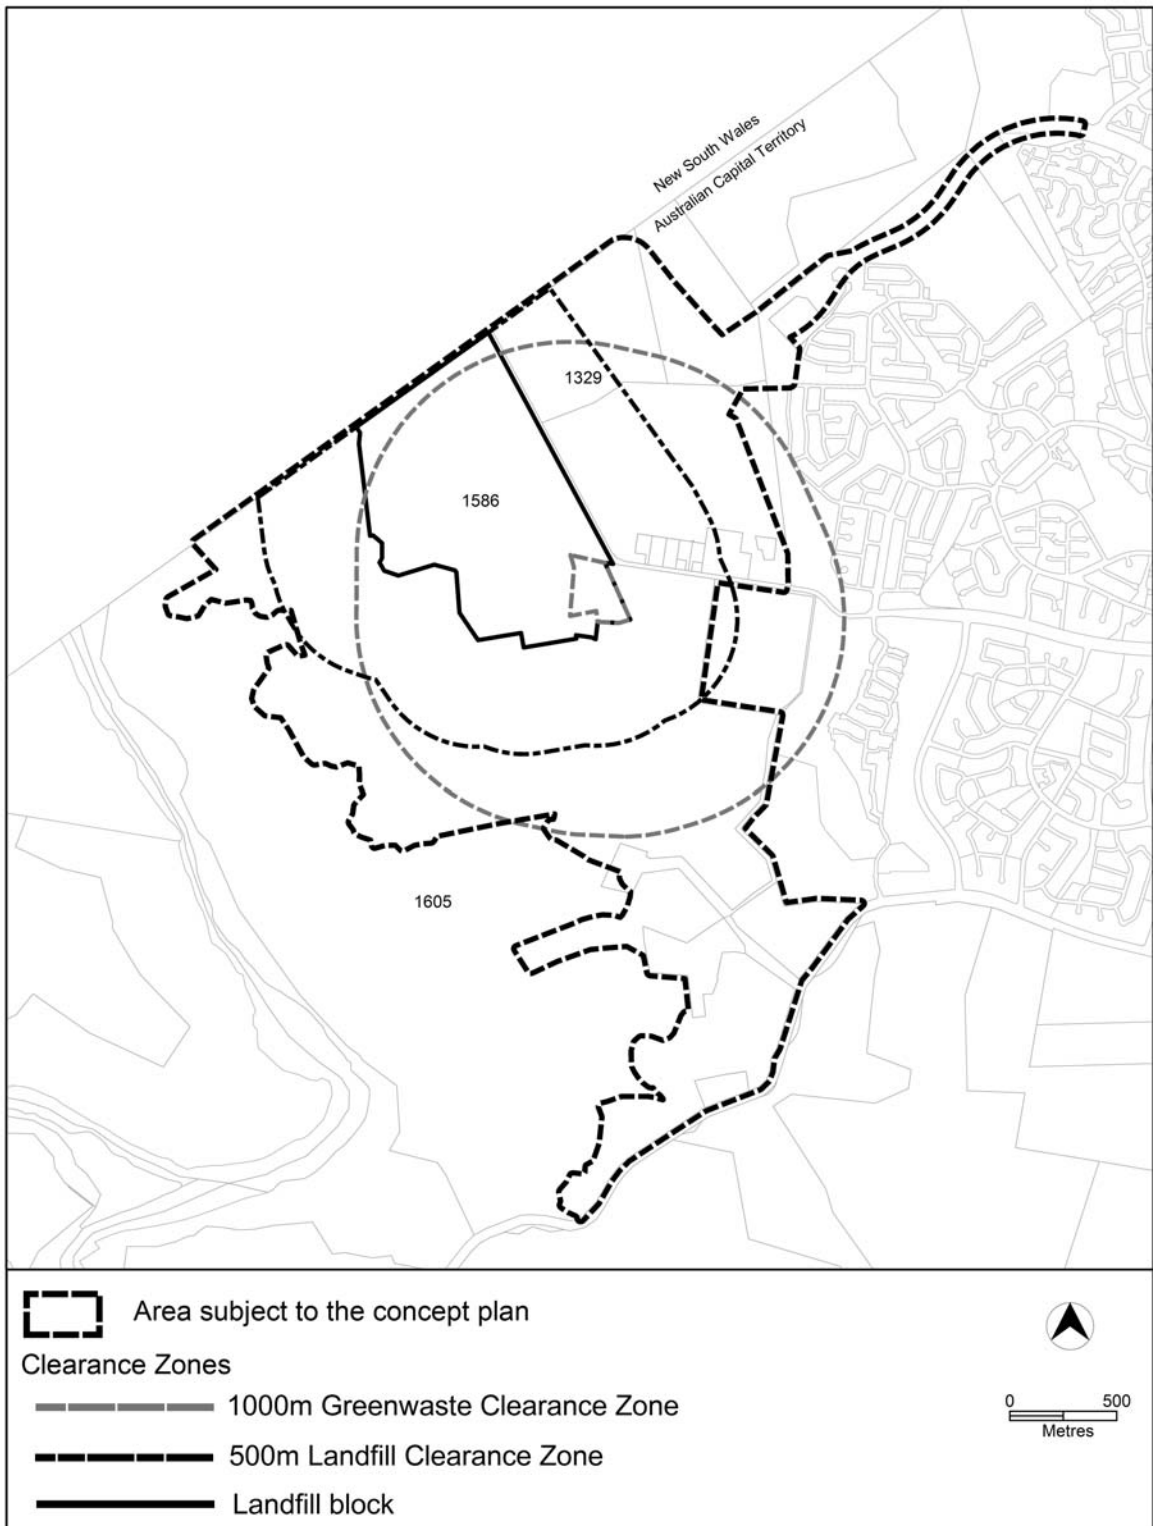 New South Wales
Australian Capital Territory
1329
1586
1605
Area subject to the concept plan
Clearance Zones
1000m Greenwaste Clearance Zone
500m Landfill Clearance Zone
Landfill block
0 500
Metres